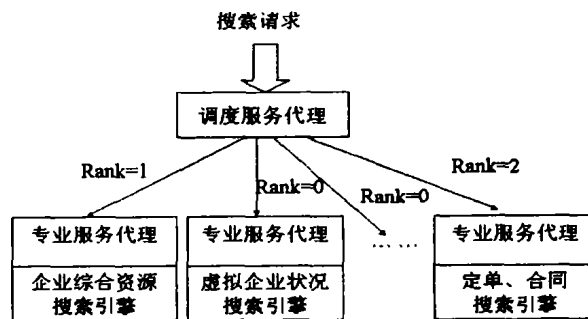 搜索请求
调度服务代理
Rank=1
Rank=0
Rank=0
Rank=2
专业服务代理
专业服务代理
……
专业服务代理
企业综合资源
搜索引擎
虚拟企业状况
搜索引擎
定单、合同
搜索引擎